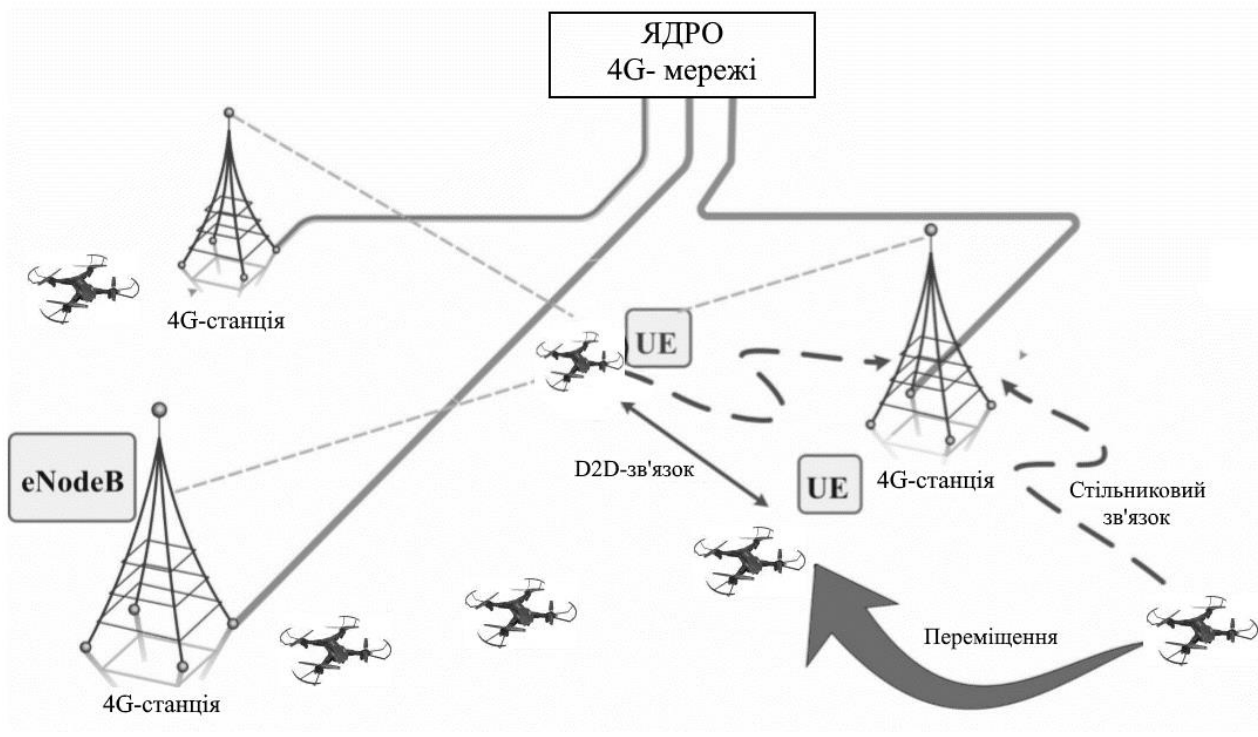 ЯДРО
4G- мережі
4G-станція
UE
eNodeB
D2D-зв'язок
UE
4G-станція
Стільниковий
зв'язок
Переміщення
4G-станція